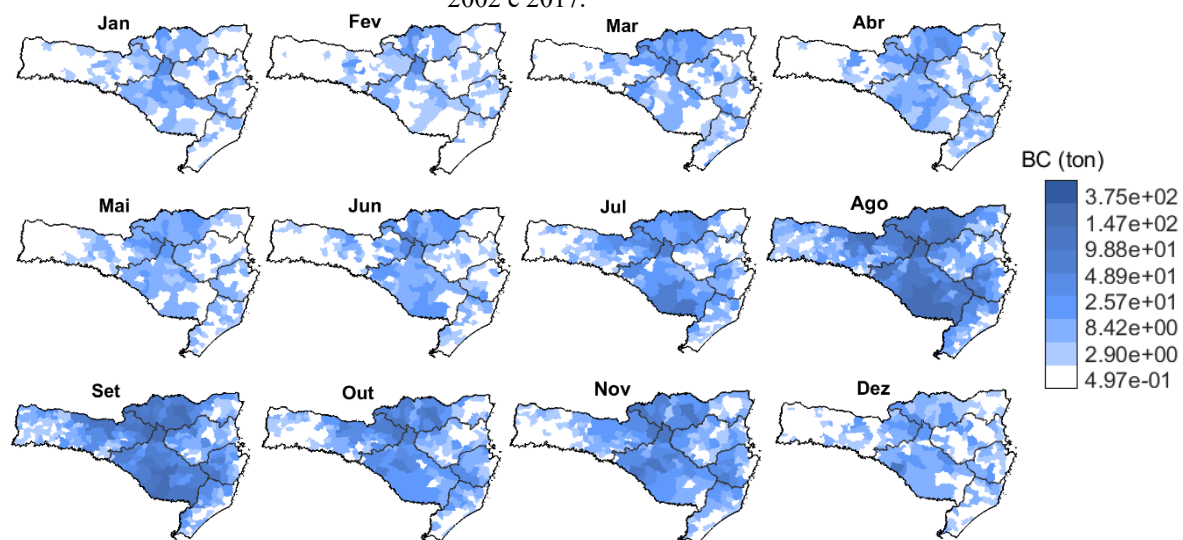 2002 e 2017.
Jan
Fev
Mar
Abr
BC (ton)
3.75e+02
1.47e+02
9.88e+01
4.89e+01
2.57e+01
8.42e+00
2.90e+00
4.97e-01
Mai
Jun
Jul
Ago
Set
Out
Nov
Dez